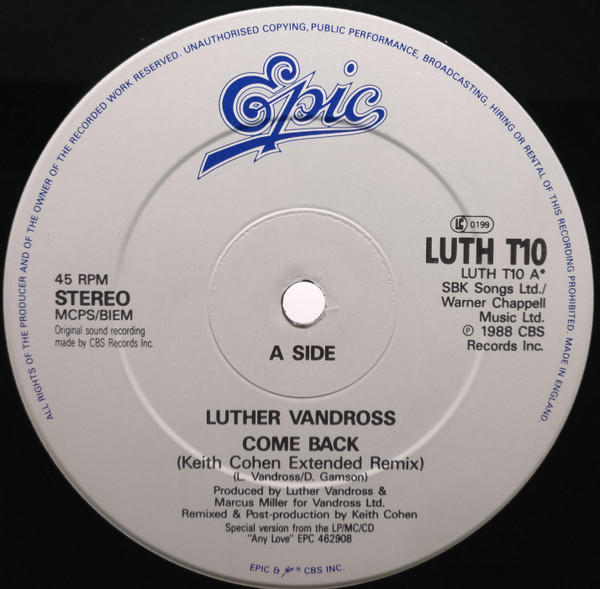 ALL RIGHTS OF THE PRODUCER AND OF THE OWNER OF THE RECORDED WORK RESERVED. UNAUTHORISED COPYING, PUBLIC PERFORMANCE, BROADCASTING, HIRING OR RENTAL OF THIS RECORDING PROHIBITED. MADE IN ENGLAND.
Epic
LC 0199
LUTH T10
LUTH T10 A*
SBK Songs Ltd./
Warner Chappell
Music Ltd.
℗ 1988 CBS
Records Inc.
45 RPM
STEREO
MCPS/BIEM
Original sound recording
made by CBS Records Inc.
A SIDE
LUTHER VANDROSS
COME BACK
(Keith Cohen Extended Remix)
(L. Vandross/D. Gamson)
Produced by Luther Vandross &
Marcus Miller for Vandross Ltd.
Remixed & Post-production by Keith Cohen
Special version from the LP/MC/CD
"Any Love" EPC 462908
EPIC & ® CBS INC.